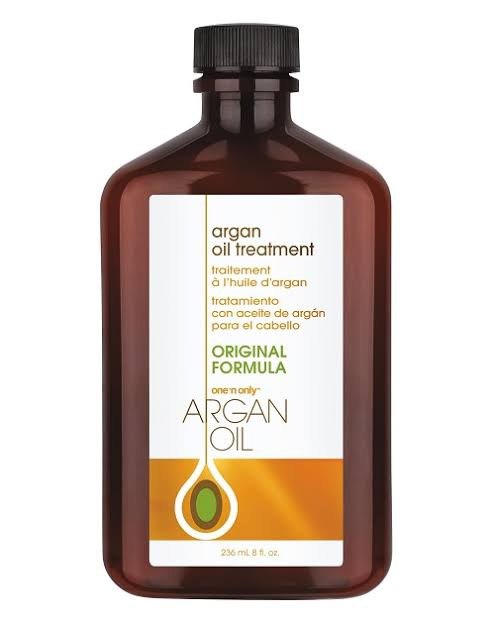 argan
oil treatment
traitement
à l'huile d'argan
tratamiento
con aceite de argán
para el cabello
ORIGINAL
FORMULA
one 'n only™
ARGAN
OIL
236 mL 8 fl. oz.